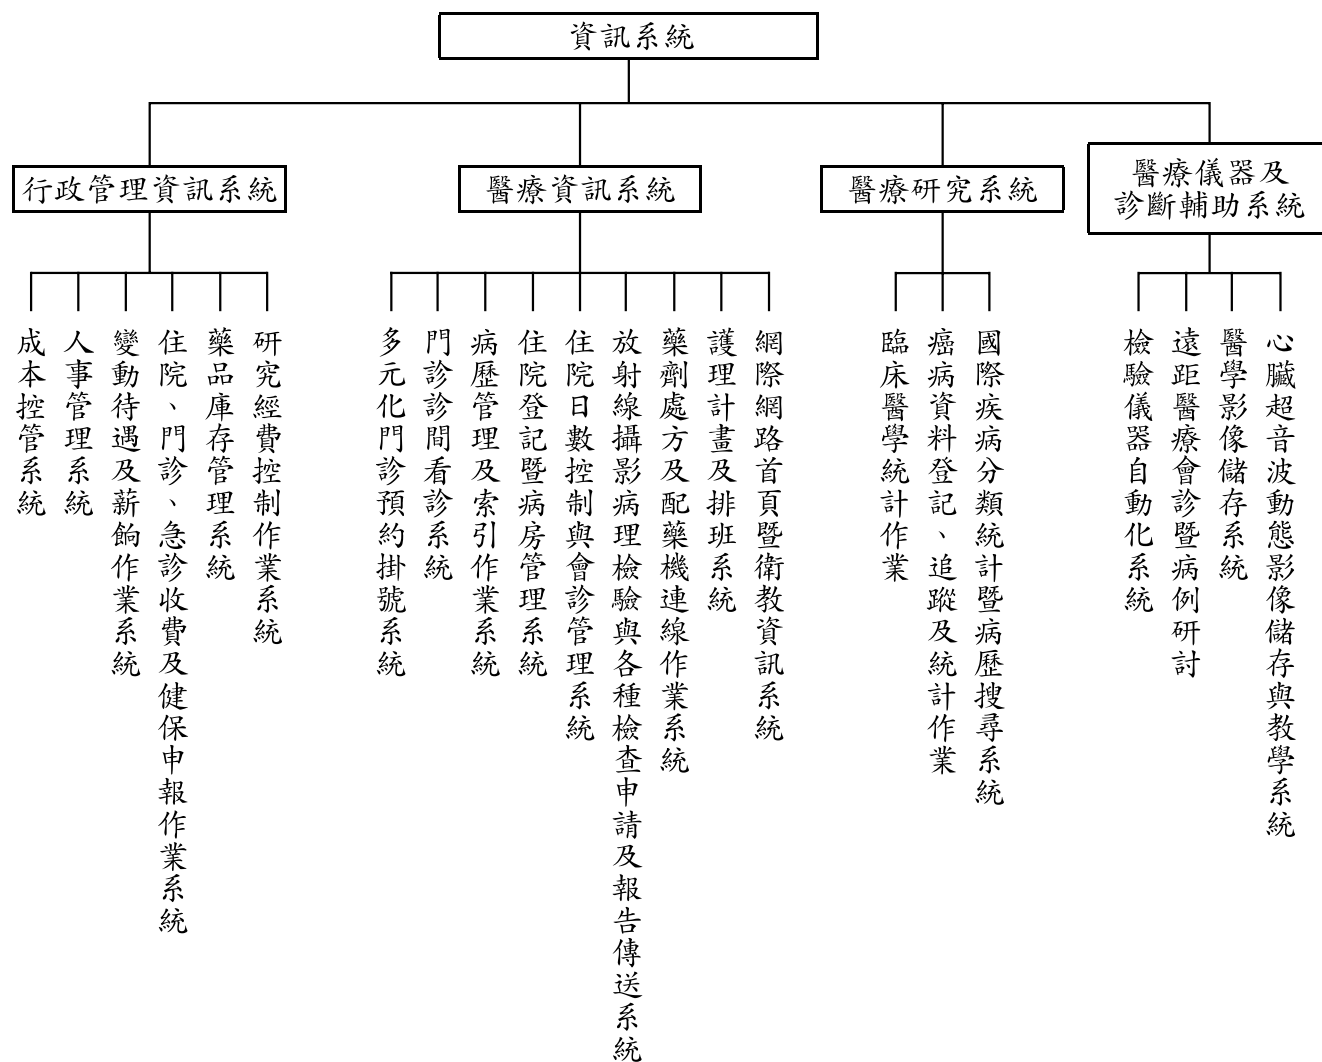 資訊系統
行政管理資訊系統
醫療資訊系統
醫療研究系統
醫療儀器及
診斷輔助系統
成本控管系統
人事管理系統
變動待遇及薪餉作業系統
住院、門診、急診收費及健保申報作業系統
藥品庫存管理系統
研究經費控制作業系統
多元化門診預約掛號系統
門診診間看診系統
病歷管理及索引作業系統
住院登記暨病房管理系統
住院日數控制與會診管理系統
放射線攝影病理檢驗與各種檢查申請及報告傳送系統
藥劑處方及配藥機連線作業系統
護理計畫及排班系統
網際網路首頁暨衛教資訊系統
臨床醫學統計作業
癌病資料登記、追蹤及統計作業
國際疾病分類統計暨病歷搜尋系統
檢驗儀器自動化系統
遠距醫療會診暨病例研討
醫學影像儲存系統
心臟超音波動態影像儲存與教學系統